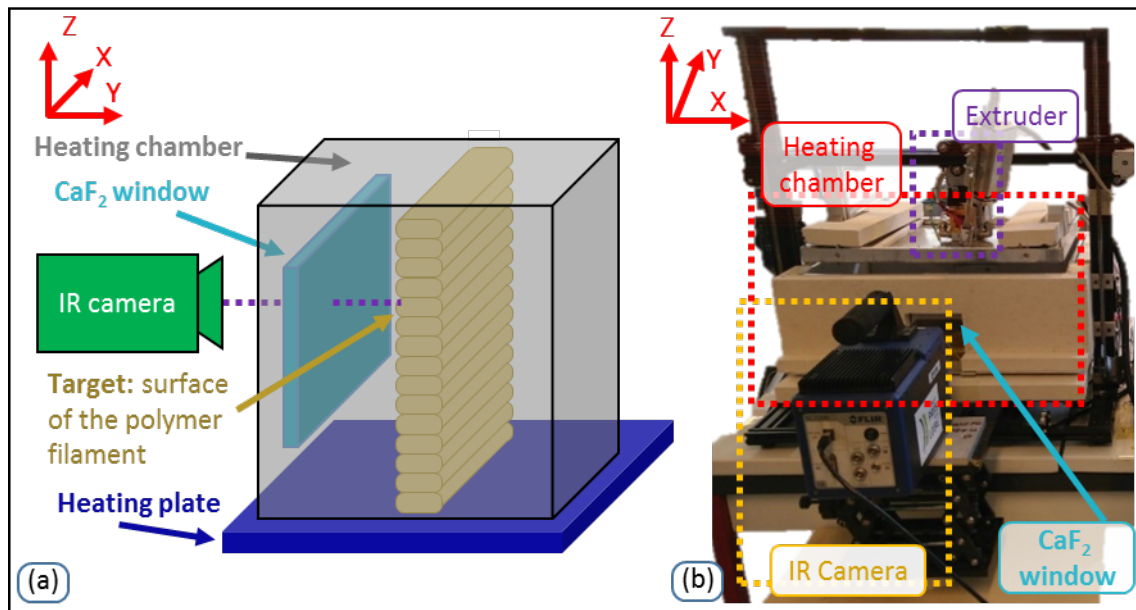 Z
X
Y
Heating chamber
CaF₂ window
IR camera
Target: surface
of the polymer
filament
Heating plate
(a)
Z
Y
X
Extruder
Heating
chamber
FLIR
IR Camera
CaF₂
window
(b)